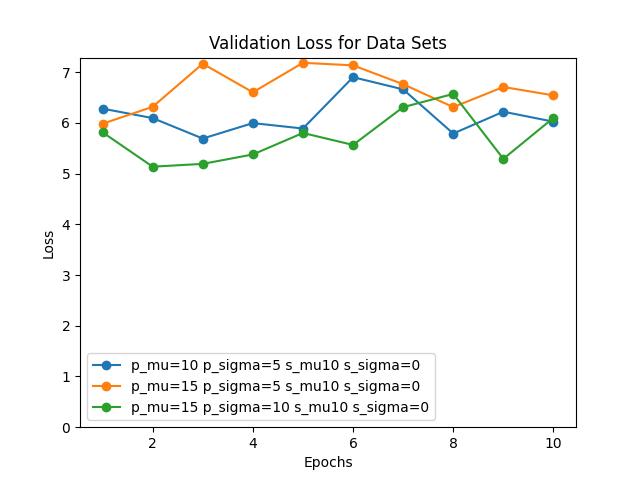 Validation Loss for Data Sets
7
6
5
4
3
2
1
0
Loss
p_mu=10 p_sigma=5 s_mu10 s_sigma=0
p_mu=15 p_sigma=5 s_mu10 s_sigma=0
p_mu=15 p_sigma=10 s_mu10 s_sigma=0
2 4 6 8 10
Epochs